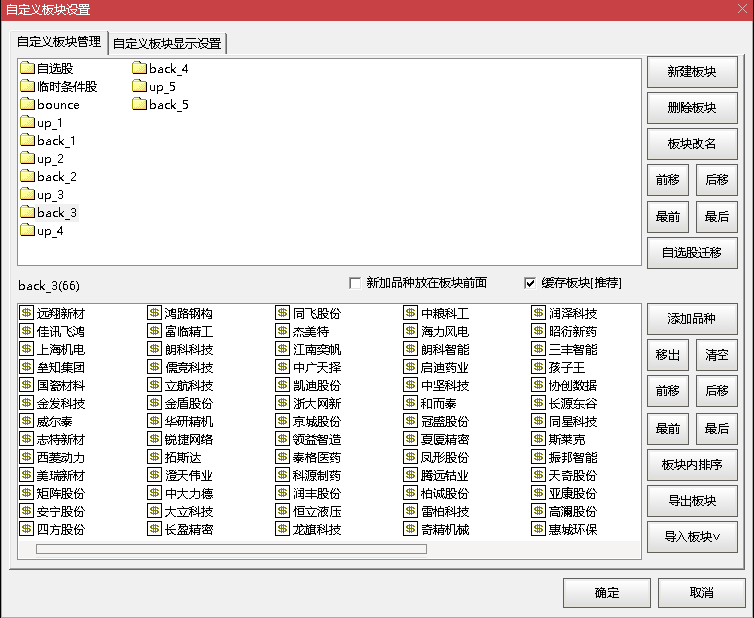 自定义板块设置
自定义板块管理 自定义板块显示设置
自选股 back_4
临时条件股 up_5
bounce back_5
up_1
back_1
up_2
back_2
up_3
back_3
up_4
新建板块
删除板块
板块改名
前移 后移
最前 最后
自选股迁移
back_3(66) 新加品种放在板块前面 缓存板块[推荐]
远翔新材 鸿路钢构 同飞股份 中粮科工 润泽科技
佳讯飞鸿 富临精工 杰美特 海力风电 昭衍新药
上海机电 朗科科技 江南奕帆 朗科智能 三丰智能
垒知集团 儒竞科技 中广天择 启迪药业 孩子王
国瓷材料 立航科技 凯迪股份 中坚科技 协创数据
金发科技 金盾股份 浙大网新 和而泰 长源东谷
威尔泰 华研精机 京城股份 冠盛股份 同星科技
志特新材 锐捷网络 领益智造 夏厦精密 斯莱克
西菱动力 拓斯达 泰格医药 凤形股份 振邦智能
美瑞新材 澄天伟业 科源制药 腾远钴业 天奇股份
矩阵股份 中大力德 润丰股份 柏诚股份 亚康股份
安宁股份 大立科技 恒立液压 雷柏科技 高澜股份
四方股份 长盈精密 龙旗科技 奇精机械 惠城环保
添加品种
移出 清空
前移 后移
最前 最后
板块内排序
导出板块
导入板块∨
确定 取消